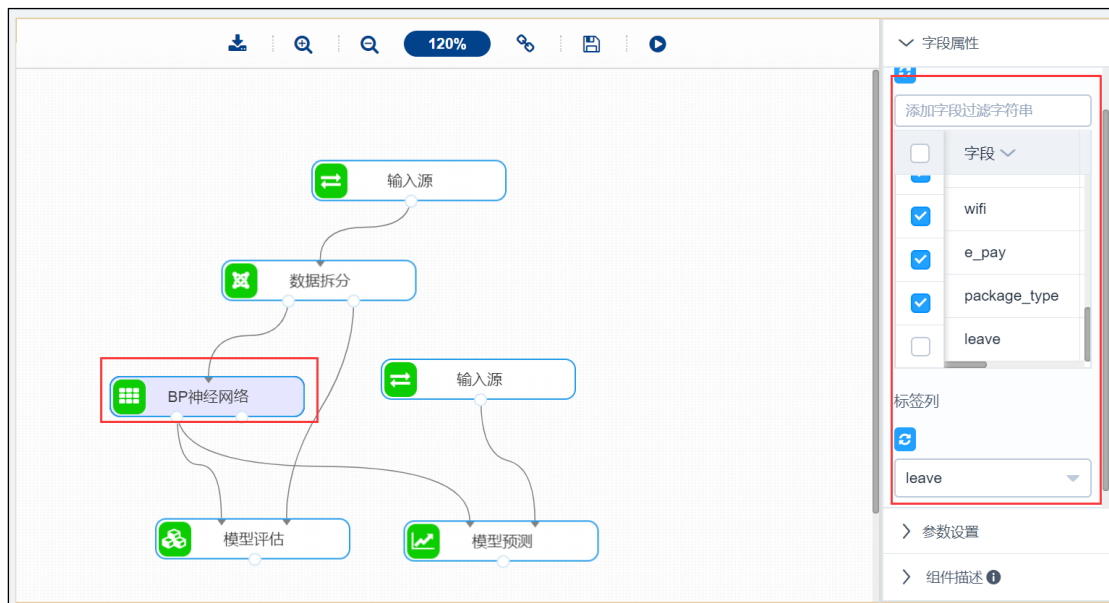 120%
字段属性
添加字段过滤字符串
字段
wifi
e_pay
package_type
leave
标签列
leave
参数设置
组件描述
输入源
数据拆分
BP神经网络
输入源
模型评估
模型预测